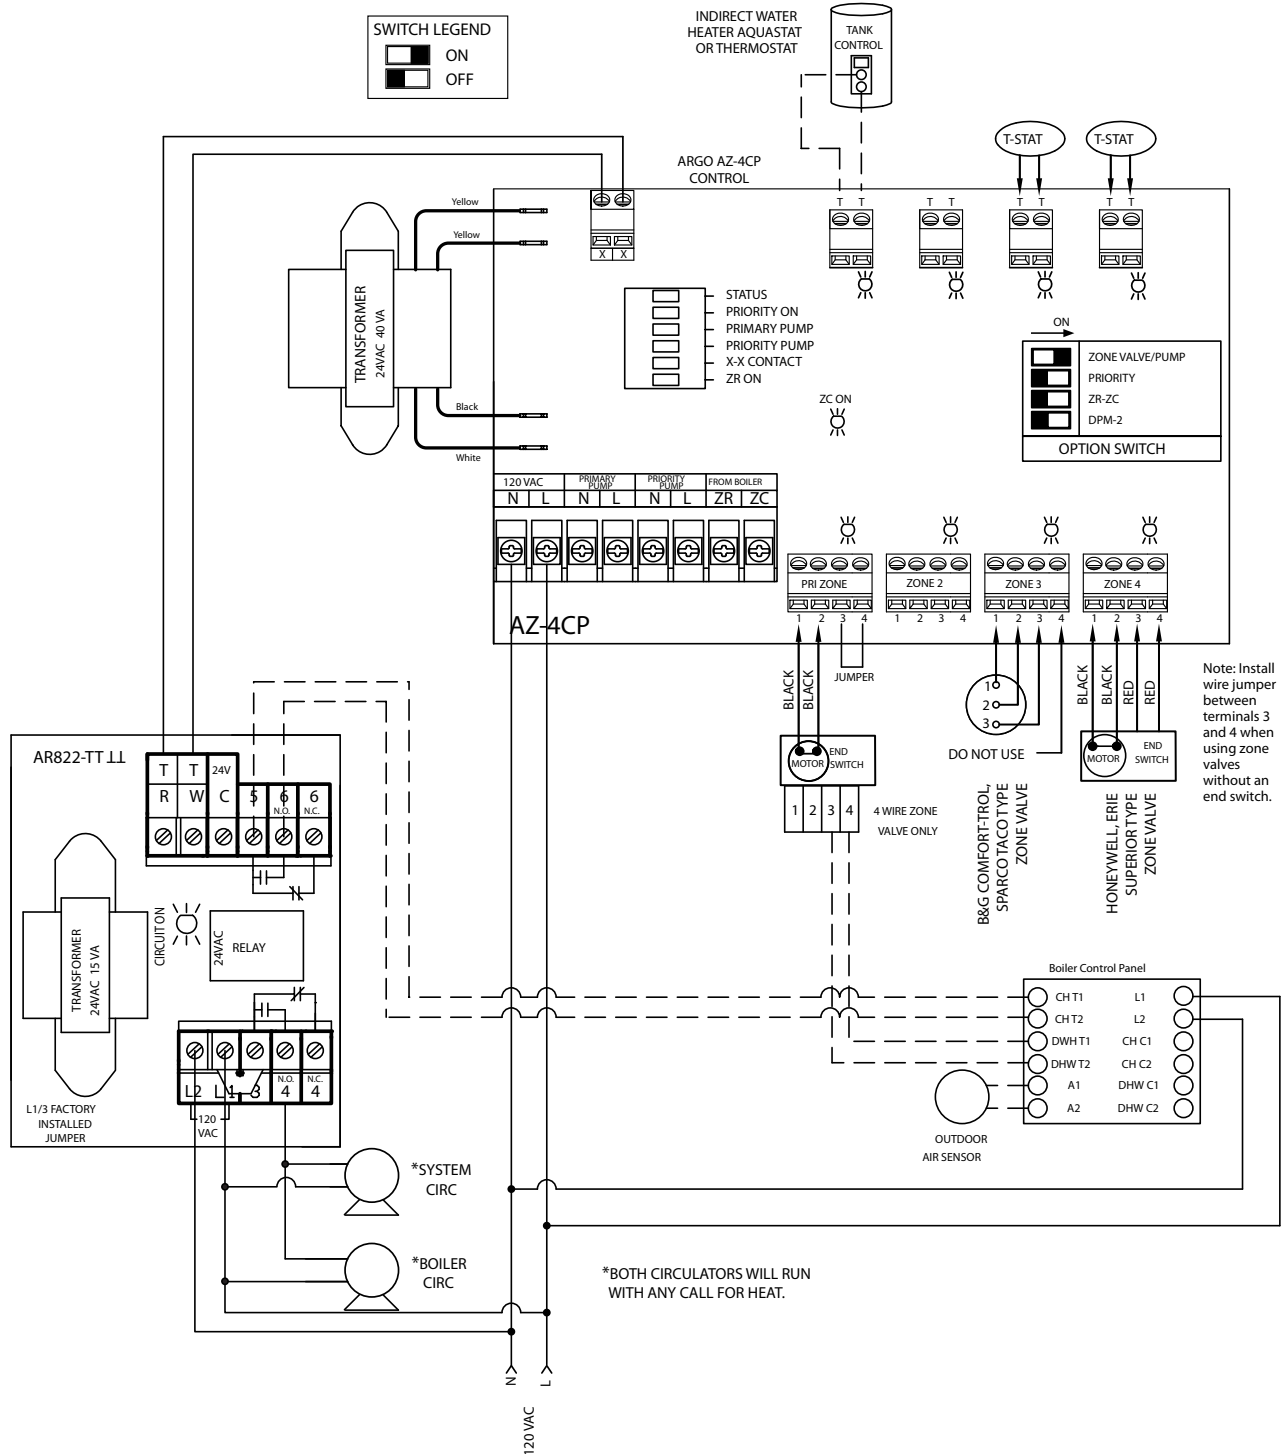 SWITCH LEGEND
ON
OFF
INDIRECT WATER
HEATER AQUASTAT
OR THERMOSTAT
TANK
CONTROL
T-STAT
T-STAT
ARGO AZ-4CP
CONTROL
T T
T T
T T
T T
X X
Yellow
Yellow
TRANSFORMER
24VAC 40 VA
Black
White
STATUS
PRIORITY ON
PRIMARY PUMP
PRIORITY PUMP
X-X CONTACT
ZR ON
ZC ON
ON
ZONE VALVE/PUMP
PRIORITY
ZR-ZC
DPM-2
OPTION SWITCH
120 VAC
PRIMARY
PUMP
PRIORITY
PUMP
FROM BOILER
N L N L N L ZR ZC
AZ-4CP
PRI ZONE
1 2 3 4
ZONE 2
1 2 3 4
ZONE 3
1 2 3 4
ZONE 4
1 2 3 4
JUMPER
BLACK
BLACK
END
SWITCH
MOTOR
1 2 3 4
4 WIRE ZONE
VALVE ONLY
1
2
3
DO NOT USE
B&G COMFORT-TROL,
SPARCO TACO TYPE
ZONE VALVE
BLACK
BLACK
RED
RED
MOTOR
END
SWITCH
HONEYWELL, ERIE
SUPERIOR TYPE
ZONE VALVE
Note: Install
wire jumper
between
terminals 3
and 4 when
using zone
valves
without an
end switch.
AR822-TT
T T 24V
R W C 5 6 6
N.O. N.C.
TRANSFORMER
24VAC 15 VA
CIRCUIT ON
24VAC
RELAY
N.O. N.C.
L2 L1 3 4 4
120
VAC
L1/3 FACTORY
INSTALLED
JUMPER
*SYSTEM
CIRC
*BOILER
CIRC
*BOTH CIRCULATORS WILL RUN
WITH ANY CALL FOR HEAT.
Boiler Control Panel
CH T1 L1
CH T2 L2
DWH T1 CH C1
DHW T2 CH C2
A1 DHW C1
A2 DHW C2
OUTDOOR
AIR SENSOR
N
L
120 VAC